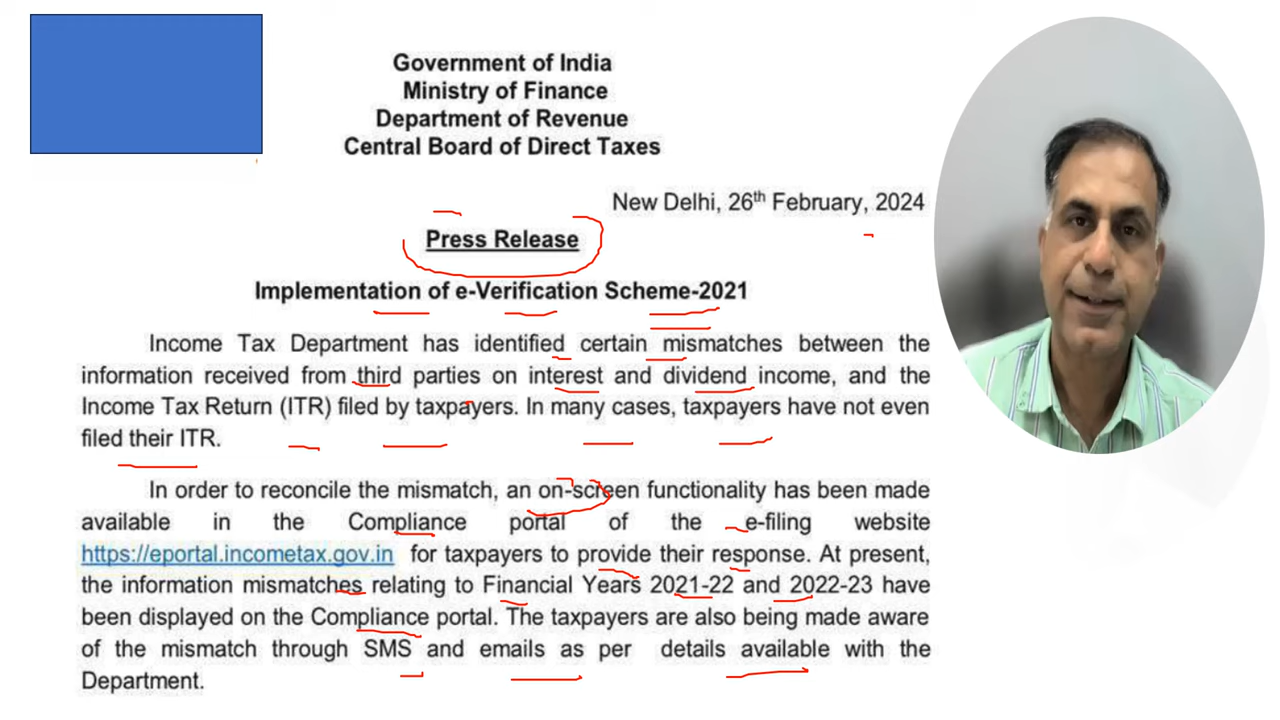 Government of India
Ministry of Finance
Department of Revenue
Central Board of Direct Taxes
New Delhi, 26th February, 2024
Press Release
Implementation of e-Verification Scheme-2021
Income Tax Department has identified certain mismatches between the
information received from third parties on interest and dividend income, and the
Income Tax Return (ITR) filed by taxpayers. In many cases, taxpayers have not even
filed their ITR.
In order to reconcile the mismatch, an on-screen functionality has been made
available in the Compliance portal of the e-filing website
https://eportal.incometax.gov.in for taxpayers to provide their response. At present,
the information mismatches relating to Financial Years 2021-22 and 2022-23 have
been displayed on the Compliance portal. The taxpayers are also being made aware
of the mismatch through SMS and emails as per details available with the
Department.